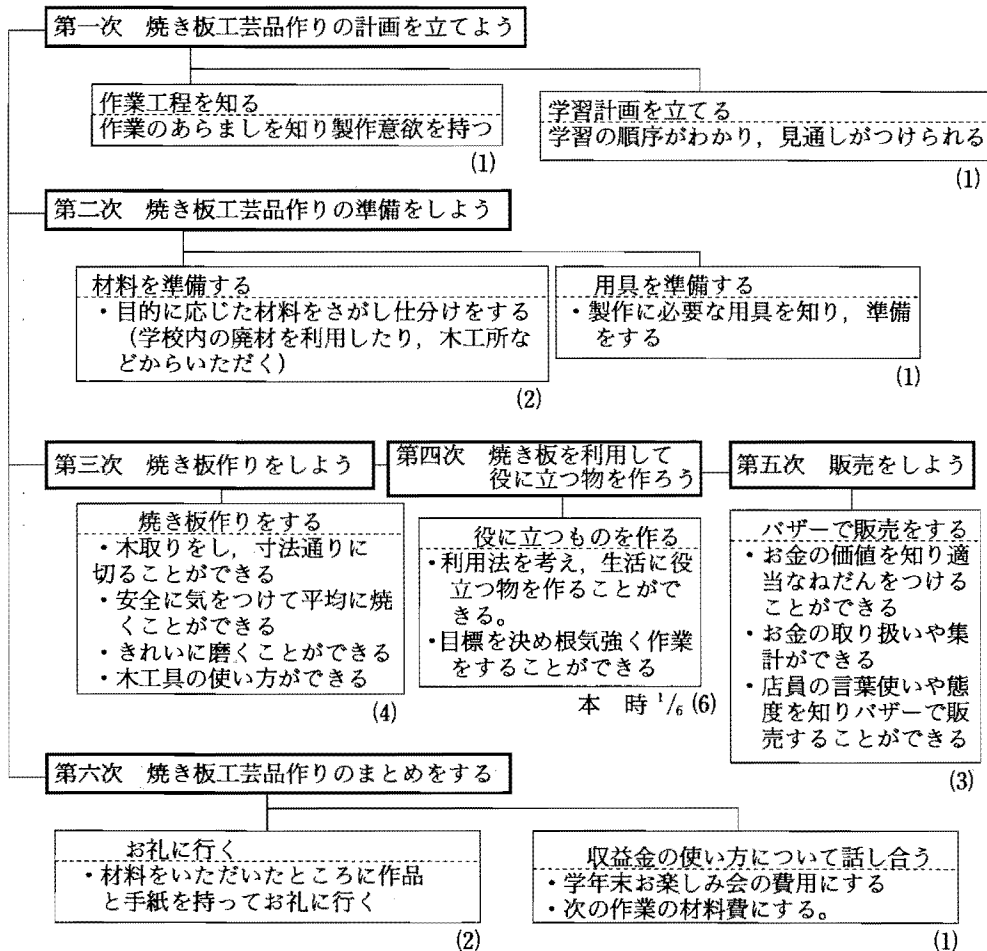 第一次　焼き板工芸品作りの計画を立てよう
作業工程を知る
作業のあらましを知り製作意欲を持つ
(1)
学習計画を立てる
学習の順序がわかり，見通しがつけられる
(1)
第二次　焼き板工芸品作りの準備をしよう
材料を準備する
・目的に応じた材料をさがし仕分けをする
（学校内の廃材を利用したり，木工所な
どからいただく）
(2)
用具を準備する
・製作に必要な用具を知り，準備
をする
(1)
第三次　焼き板作りをしよう
焼き板作りをする
・木取りをし，寸法通りに
切ることができる
・安全に気をつけて平均に焼
くことができる
・きれいに磨くことができる
・木工具の使い方ができる
(4)
第四次　焼き板を利用して
役に立つ物を作ろう
役に立つものを作る
・利用法を考え，生活に役
立つ物を作ることがで
きる。
・目標を決め根気強く作業
をすることができる
本　時 1/6 (6)
第五次　販売をしよう
バザーで販売をする
・お金の価値を知り適
当なねだんをつける
ことができる
・お金の取り扱いや集
計ができる
・店員の言葉使いや態
度を知りバザーで販
売することができる
(3)
第六次　焼き板工芸品作りのまとめをする
お礼に行く
・材料をいただいたところに作品
と手紙を持ってお礼に行く
(2)
収益金の使い方について話し合う
・学年末お楽しみ会の費用にする
・次の作業の材料費にする。
(1)